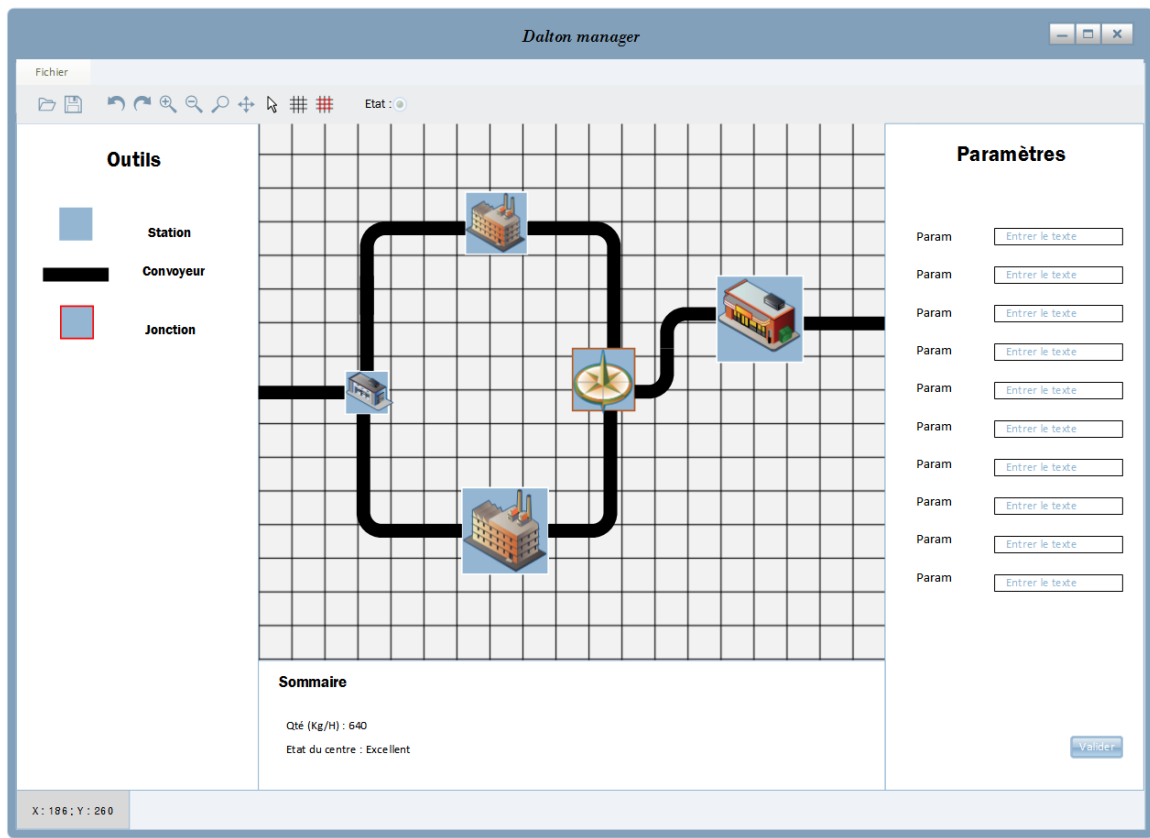 Dalton manager
Fichier
Etat :
Outils
Station
Convoyeur
Jonction
Paramètres
Param Entrer le texte
Param Entrer le texte
Param Entrer le texte
Param Entrer le texte
Param Entrer le texte
Param Entrer le texte
Param Entrer le texte
Param Entrer le texte
Param Entrer le texte
Param Entrer le texte
Valider
Sommaire
Qté (Kg/H) : 640
Etat du centre : Excellent
X : 186 ; Y : 260